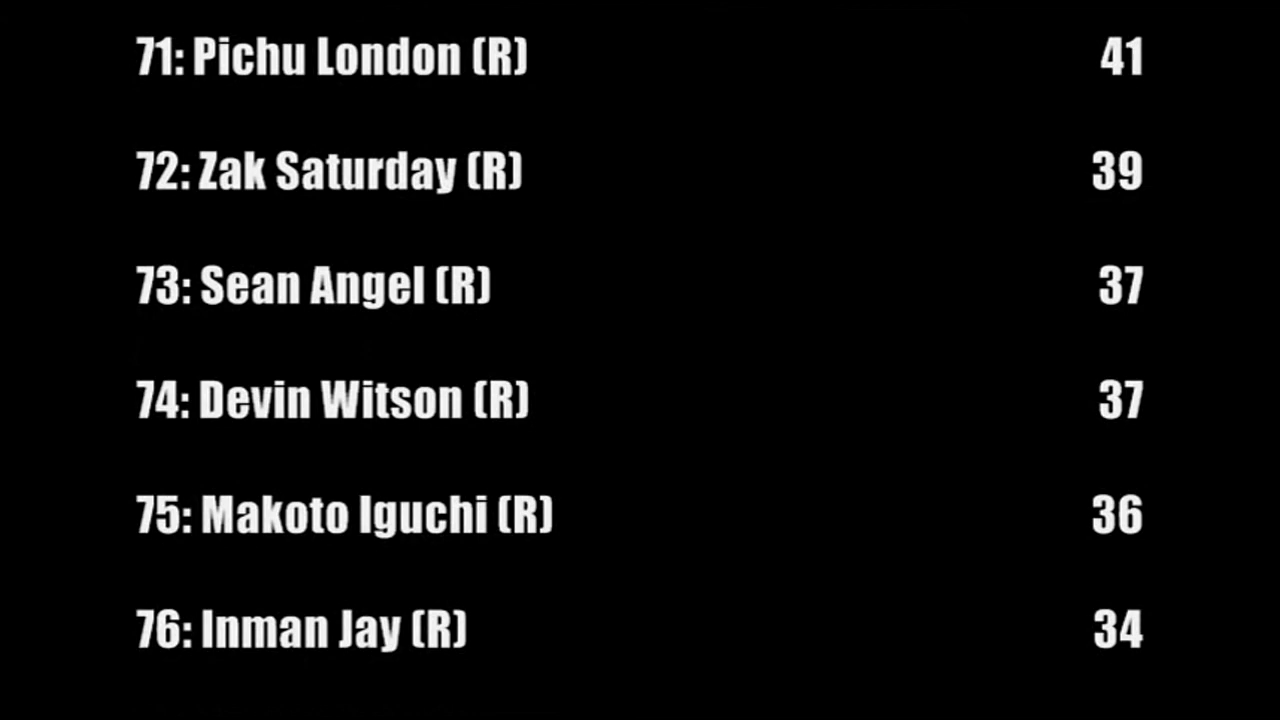 71: Pichu London (R) 41
72: Zak Saturday (R) 39
73: Sean Angel (R) 37
74: Devin Witson (R) 37
75: Makoto Iguchi (R) 36
76: Inman Jay (R) 34